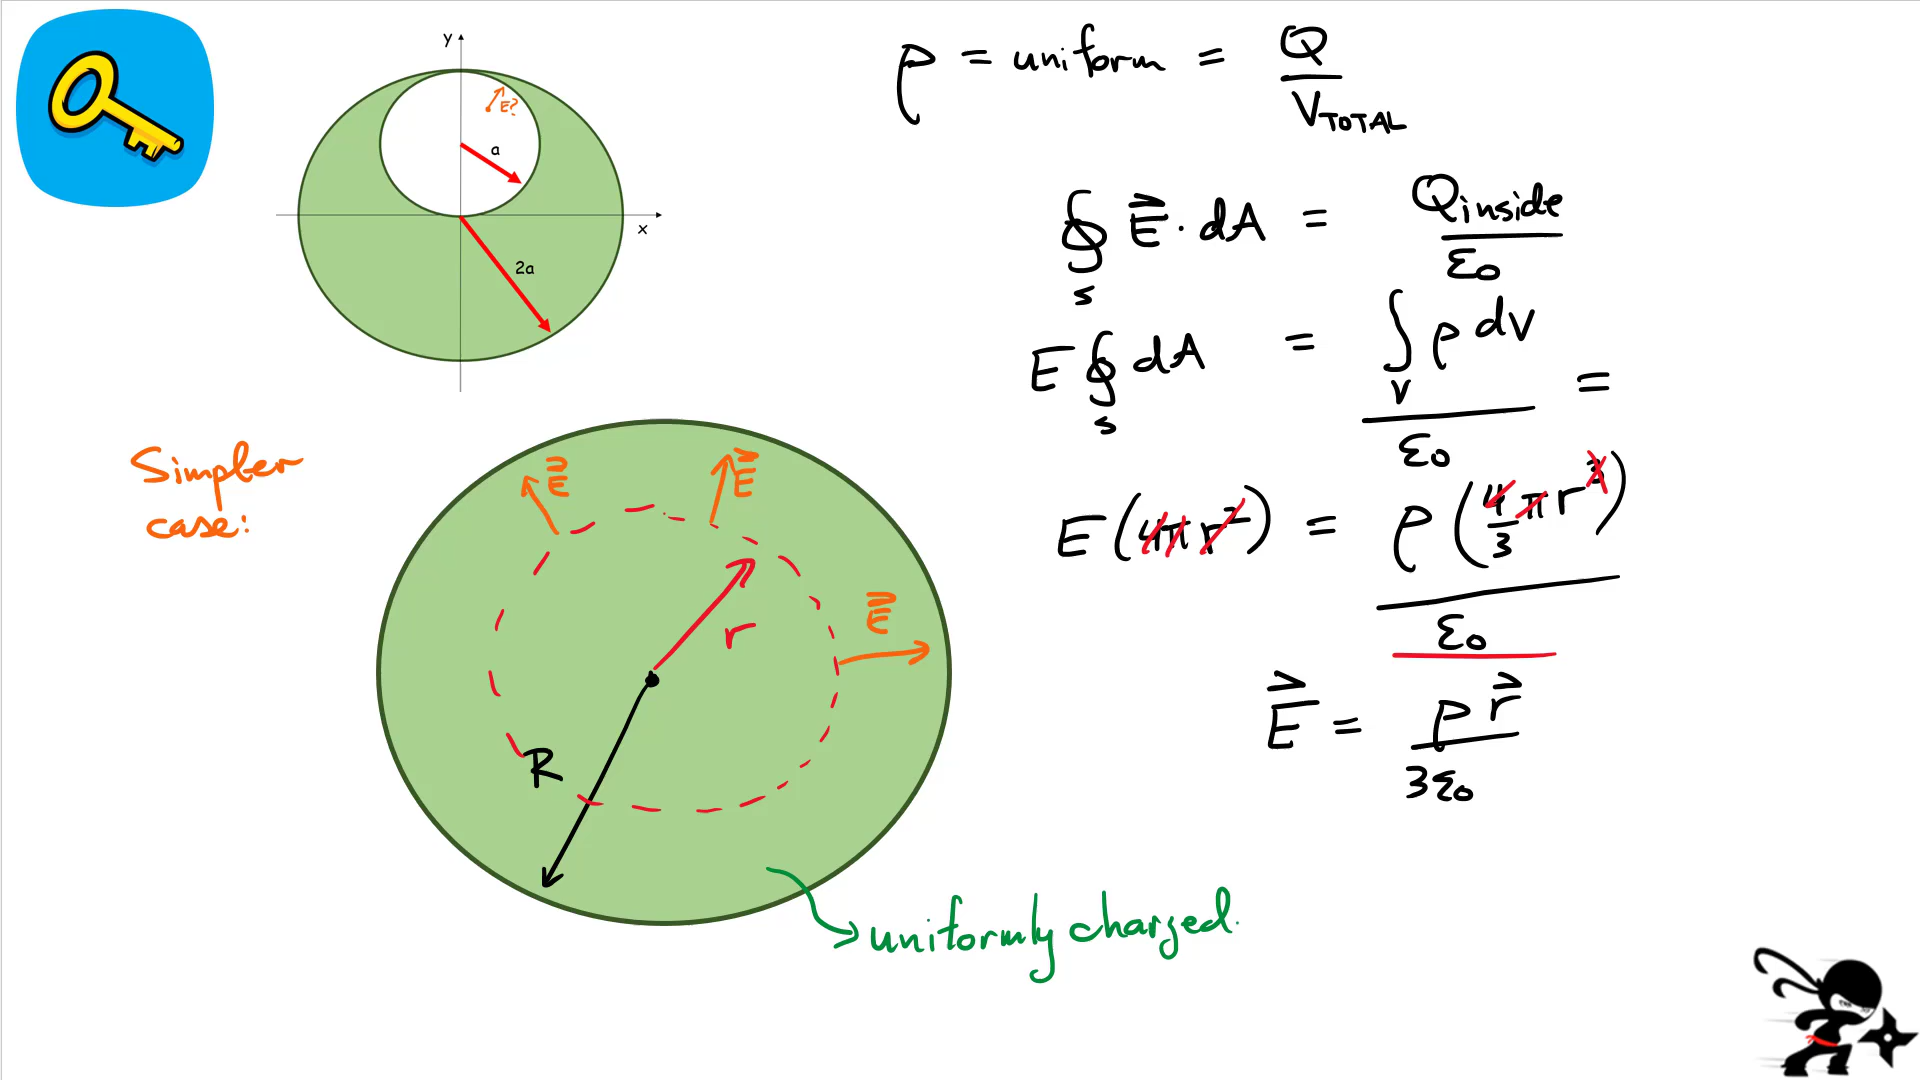 y
E?
a
x
2a
ρ = uniform = Q / V_TOTAL
∮_S E⃗ · dA = Q_inside / ε₀
E ∮_S dA = ∫_V ρ dV / ε₀ =
E (4πr²) = ρ (4/3 πr³) / ε₀
E⃗ = ρ r⃗ / 3ε₀
Simpler
case:
E⃗
E⃗
E⃗
r
R
uniformly charged.